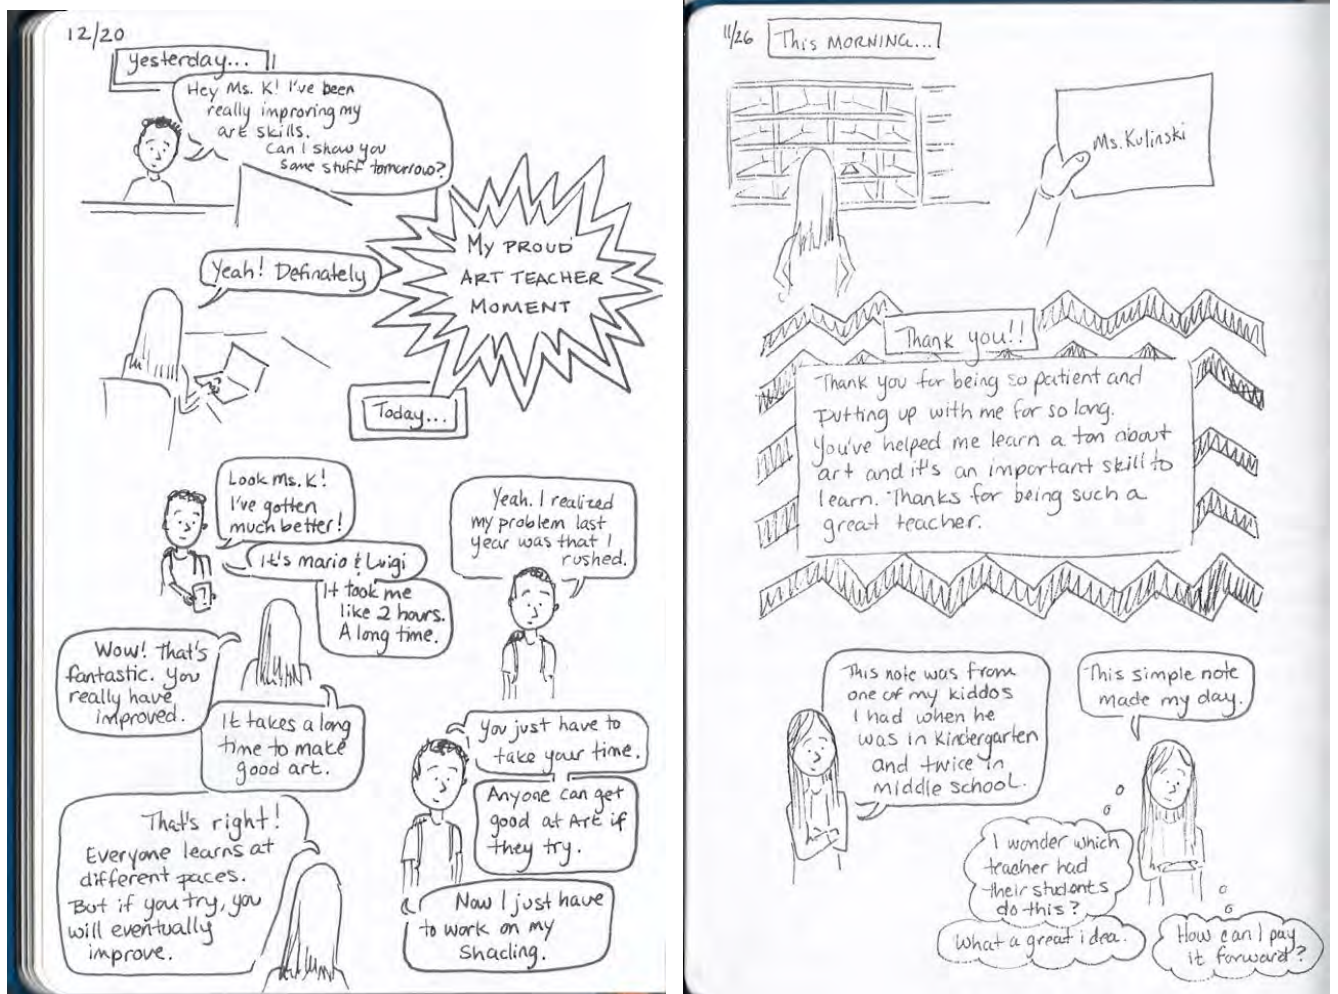 12/20
Yesterday...
Hey Ms. K! I've been
really improving my
art skills.
Can I show you
some stuff tomorrow?
My PROUD
ART TEACHER
MOMENT
Yeah! Definately
Today...
Look Ms. K!
I've gotten
much better!
It's mario & Luigi
It took me
like 2 hours.
A long time.
Yeah. I realized
my problem last
year was that I
rushed.
Wow! That's
fantastic. You
really have
improved.
It takes a long
time to make
good art.
You just have to
take your time.
Anyone can get
good at Art if
they try.
That's right!
Everyone learns at
different paces.
But if you try, you
will eventually
improve.
Now I just have
to work on my
Shading.
11/26
This MORNING...
Ms. Kulinski
Thank you!!
Thank you for being so patient and
putting up with me for so long.
You've helped me learn a ton about
art and it's an important skill to
learn. Thanks for being such a
great teacher.
This note was from
one of my kiddos
I had when he
was in Kindergarten
and twice in
middle school.
This simple note
made my day.
I wonder which
teacher had
their students
do this?
What a great idea.
How can I pay
it forward?